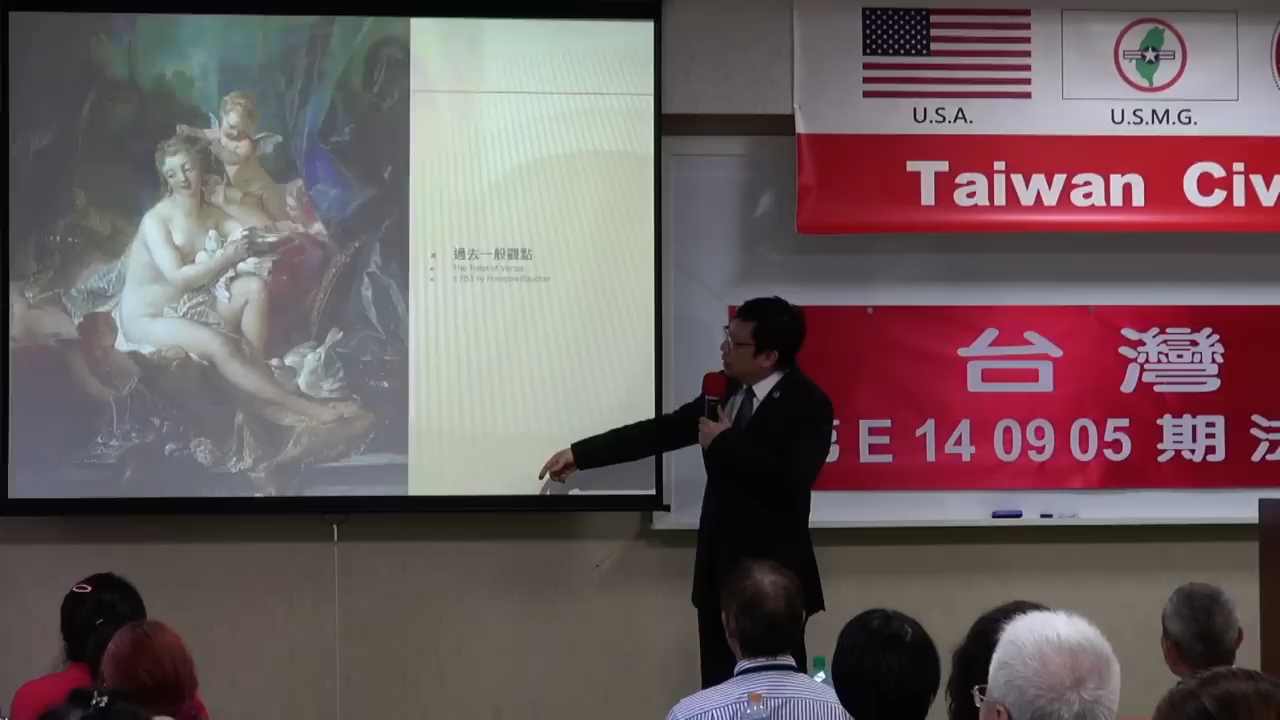 過去一般觀點
The Toilet of Venus
1751 by François Boucher
U.S.A.
U.S.M.G.
Taiwan Civ
台灣
E 14 09 05 期